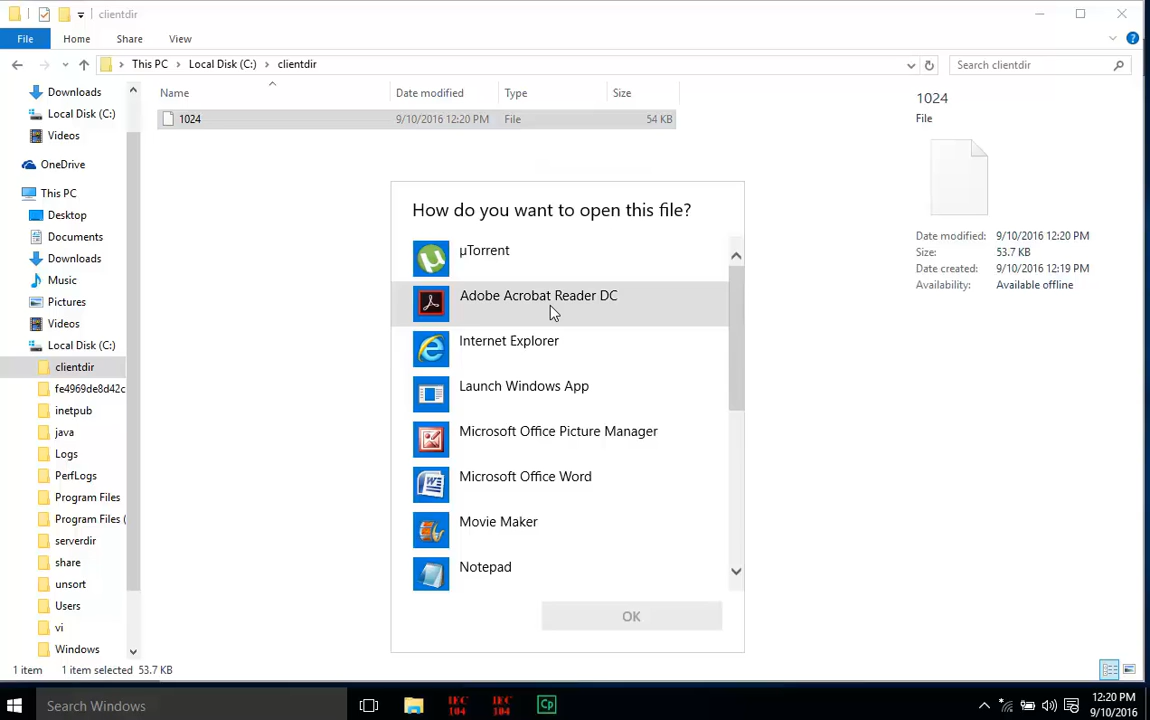 clientdir
File Home Share View
This PC Local Disk (C:) clientdir Search clientdir
Name Date modified Type Size
1024 9/10/2016 12:20 PM File 54 KB
Downloads
Local Disk (C:)
Videos
OneDrive
This PC
Desktop
Documents
Downloads
Music
Pictures
Videos
Local Disk (C:)
clientdir
fe4969de8d42c
inetpub
java
Logs
PerfLogs
Program Files
Program Files (
serverdir
share
unsort
Users
vi
Windows
How do you want to open this file?
µTorrent
Adobe Acrobat Reader DC
Internet Explorer
Launch Windows App
Microsoft Office Picture Manager
Microsoft Office Word
Movie Maker
Notepad
OK
1024
File
Date modified: 9/10/2016 12:20 PM
Size: 53.7 KB
Date created: 9/10/2016 12:19 PM
Availability: Available offline
1 item 1 item selected 53.7 KB
Search Windows
IEC
104
IEC
104
Cp
12:20 PM
9/10/2016